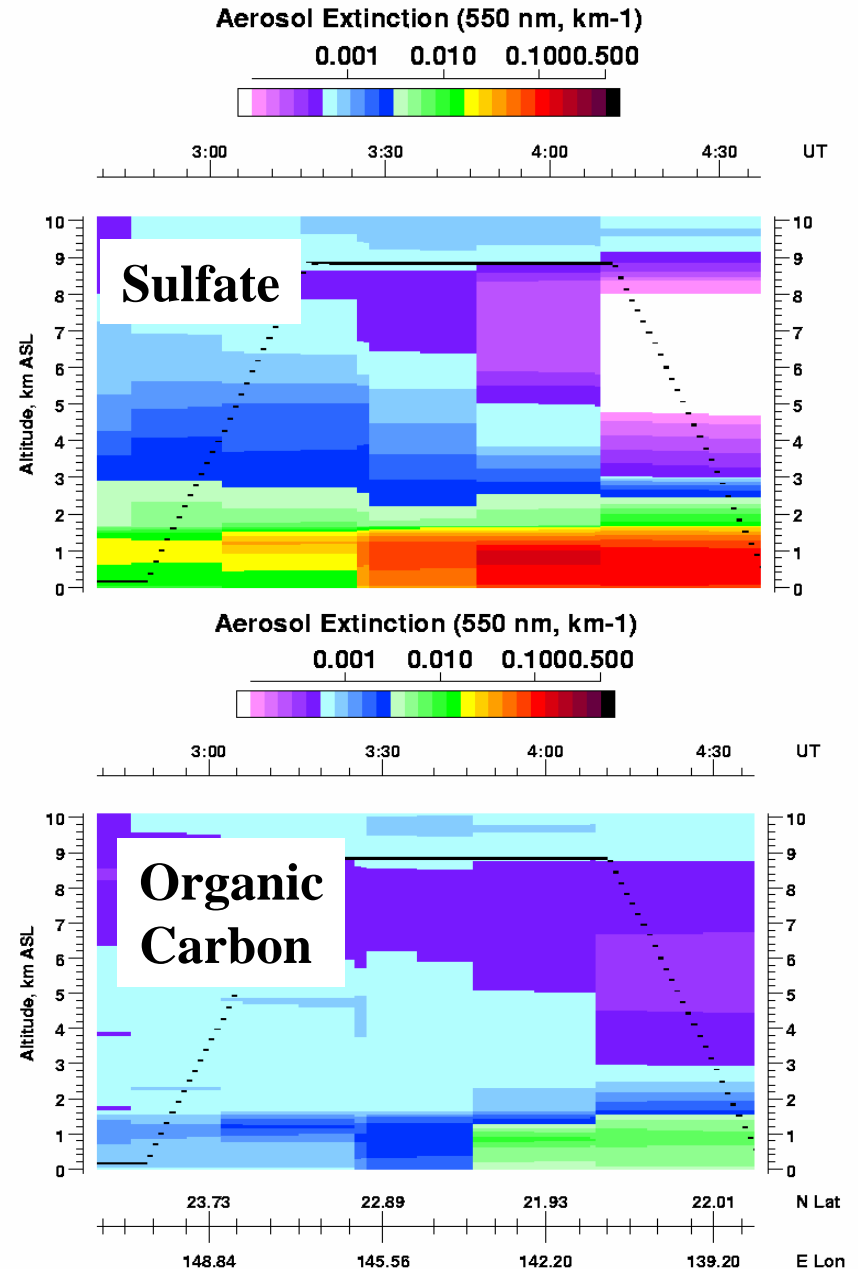 Aerosol Extinction (550 nm, km-1)
0.001 0.010 0.1000.500
3:00 3:30 4:00 4:30 UT
10 10
9 9
8 8
7 7
6 6
5 5
4 4
3 3
2 2
1 1
0 0
Altitude, km ASL
Sulfate
Aerosol Extinction (550 nm, km-1)
0.001 0.010 0.1000.500
3:00 3:30 4:00 4:30 UT
10 10
9 9
8 8
7 7
6 6
5 5
4 4
3 3
2 2
1 1
0 0
Altitude, km ASL
Organic
Carbon
23.73 22.89 21.93 22.01 N Lat
148.84 145.56 142.20 139.20 E Lon